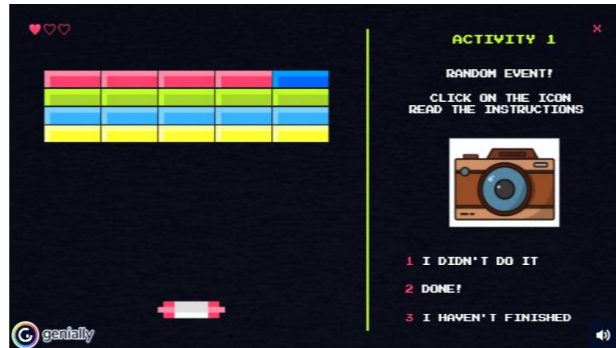 ACTIVITY 1
RANDOM EVENT!
CLICK ON THE ICON
READ THE INSTRUCTIONS
1 I DIDN'T DO IT
2 DONE!
3 I HAVEN'T FINISHED
genially